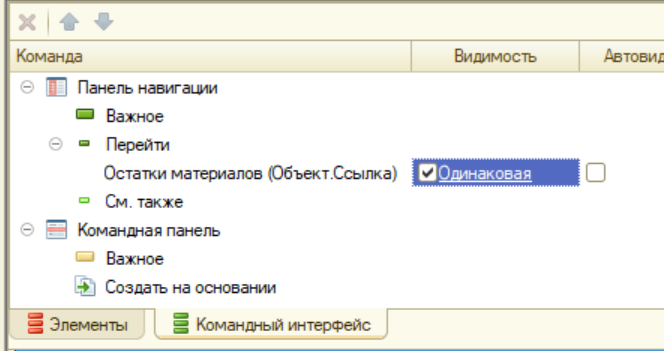 Команда Видимость Автовид
Панель навигации
Важное
Перейти
Остатки материалов (Объект.Ссылка) Одинаковая
См. также
Командная панель
Важное
Создать на основании
Элементы Командный интерфейс